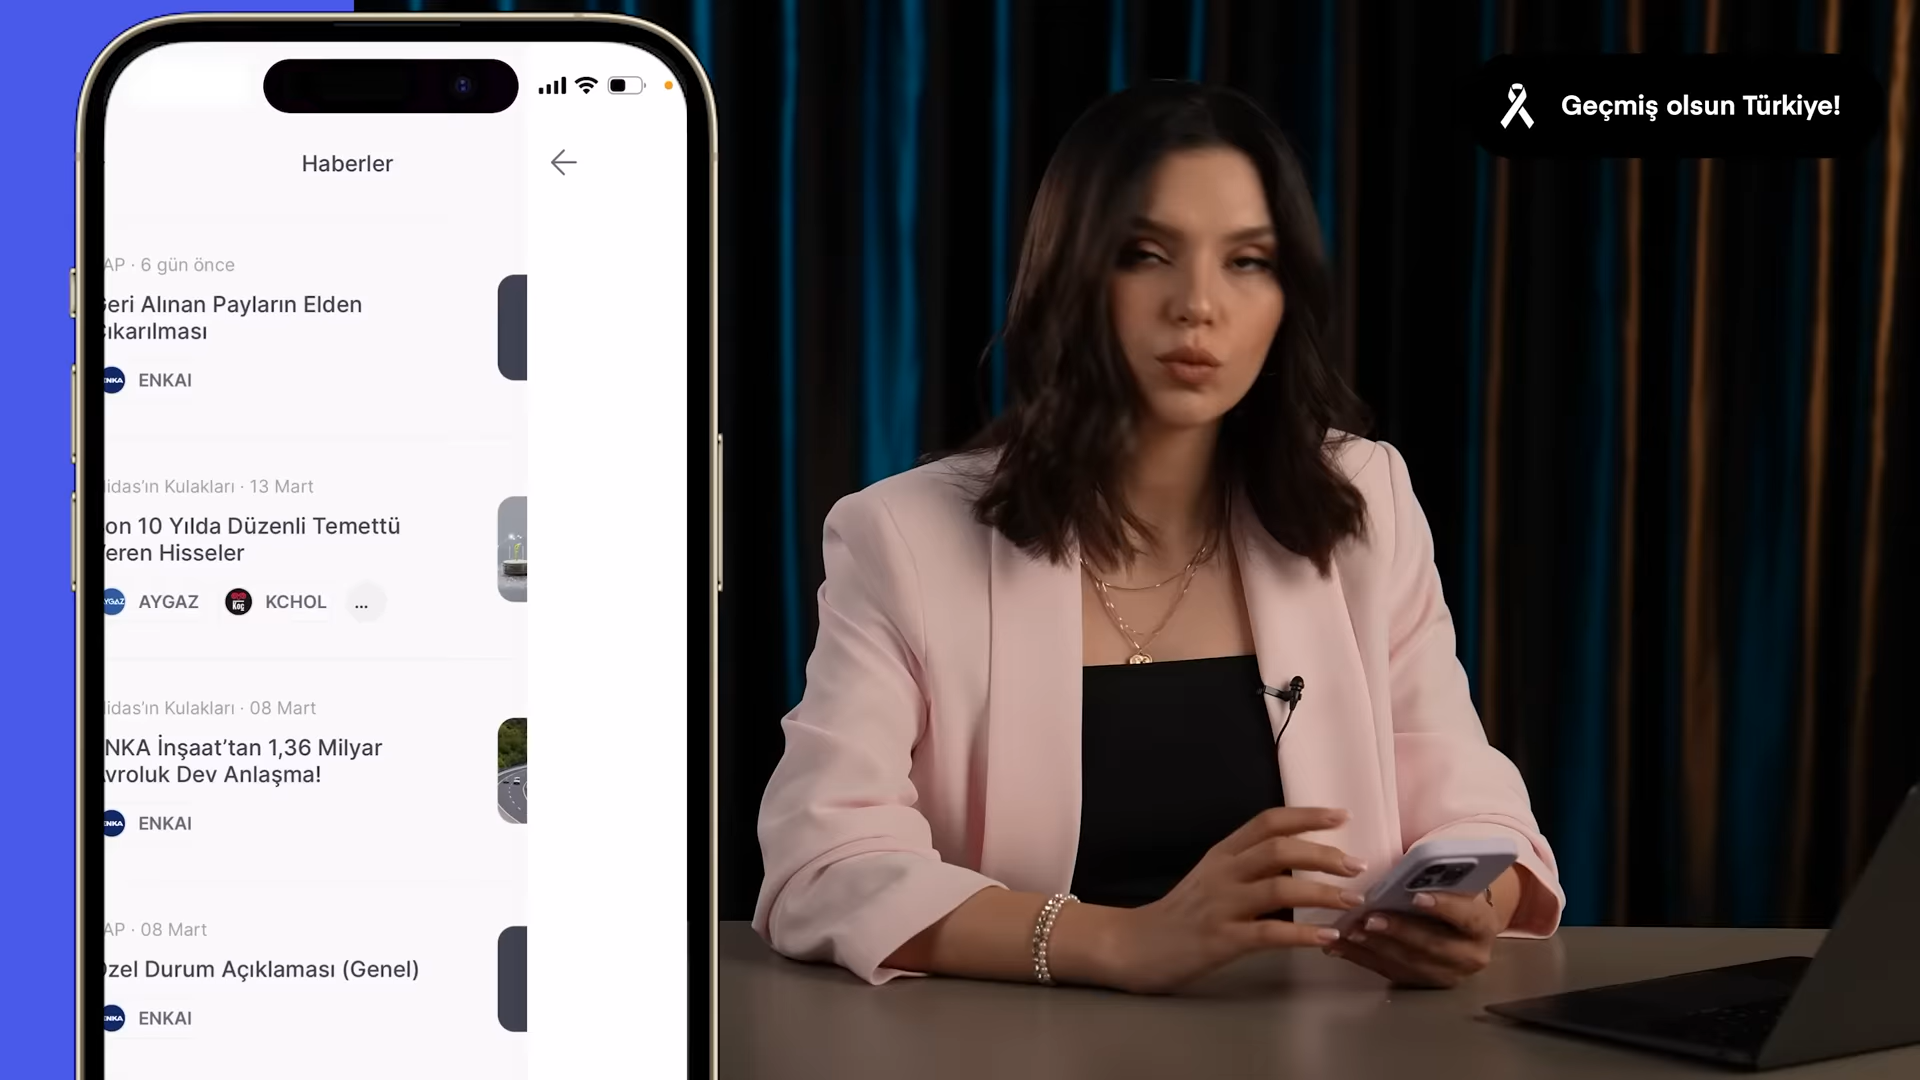 Haberler
AP · 6 gün önce
eri Alınan Payların Elden
ıkarılması
ENKA
ENKAI
idas'ın Kulakları · 13 Mart
on 10 Yılda Düzenli Temettü
eren Hisseler
AYGAZ
KCHOL
...
idas'ın Kulakları · 08 Mart
NKA İnşaat'tan 1,36 Milyar
vroluk Dev Anlaşma!
ENKAI
AP · 08 Mart
zel Durum Açıklaması (Genel)
ENKAI
Geçmiş olsun Türkiye!